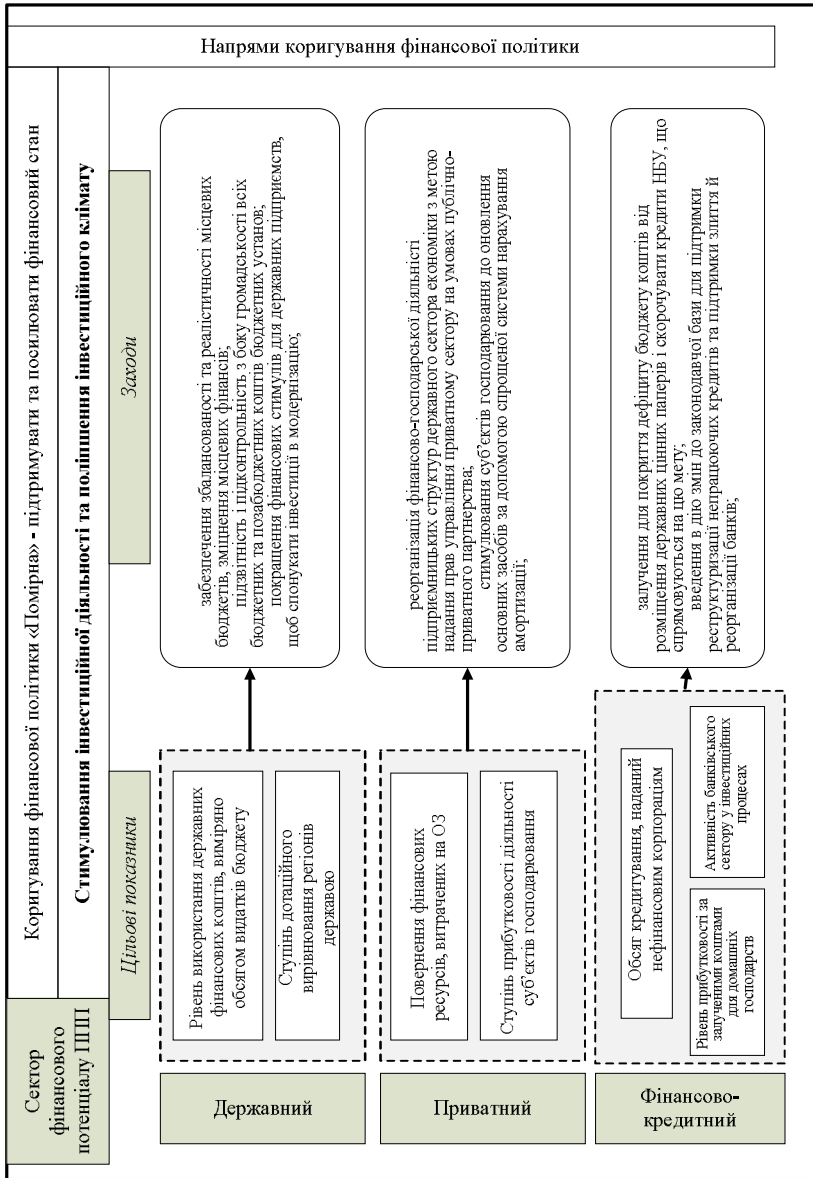 Сектор
фінансового
потенціалу ППП
Коригування фінансової політики «Помірна» - підтримувати та посилювати фінансовий стан
Стимулювання інвестиційної діяльності та поліпшення інвестиційного клімату
Цільові показники
Заходи
Напрями коригування фінансової політики
Державний
Рівень використання державних
фінансових коштів, виміряно
обсягом видатків бюджету
Ступінь дотаційного
вирівнювання регіонів
державою
забезпечення збалансованості та реалістичності місцевих
бюджетів, зміцнення місцевих фінансів;
підзвітність і підконтрольність з боку громадськості всіх
бюджетних та позабюджетних коштів бюджетних установ;
покращення фінансових стимулів для державних підприємств,
щоб спонукати інвестиції в модернізацію;
Приватний
Повернення фінансових
ресурсів, витрачених на ОЗ
Ступінь прибутковості діяльності
суб’єктів господарювання
реорганізація фінансово-господарської діяльності
підприємницьких структур державного сектора економіки з метою
надання прав управління приватному сектору на умовах публічно-
приватного партнерства;
стимулювання суб’єктів господарювання до оновлення
основних засобів за допомогою спрощеної системи нарахування
амортизації;
Фінансово-
кредитний
Обсяг кредитування, наданий
нефінансовим корпораціям
Рівень прибутковості за
залученими коштами
для домашніх
господарств
Активність банківського
сектору у інвестиційних
процесах
залучення для покриття дефіциту бюджету коштів від
розміщення державних цінних паперів і скорочувати кредити НБУ, що
спрямовуються на цю мету;
введення в дію змін до законодавчої бази для підтримки
реструктуризації непрацюючих кредитів та підтримки злиття й
реорганізації банків;